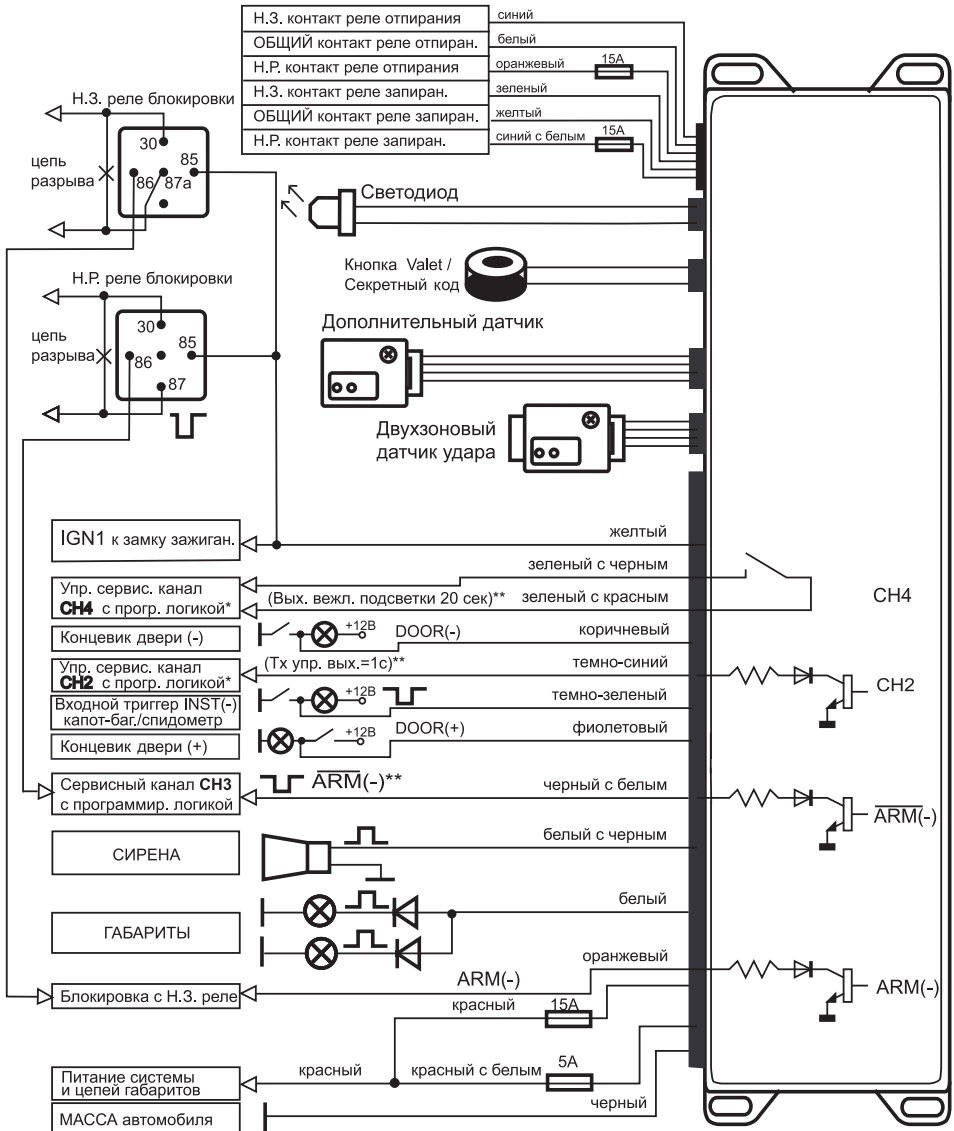 Н.З. контакт реле отпирания
синий
ОБЩИЙ контакт реле отпиран.
белый
Н.Р. контакт реле отпирания
оранжевый
15А
Н.З. контакт реле запиран.
зеленый
ОБЩИЙ контакт реле запиран.
желтый
Н.Р. контакт реле запиран.
синий с белым
15А
Н.З. реле блокировки
30
85
86
87а
цепь
разрыва
Светодиод
Кнопка Valet /
Секретный код
Н.Р. реле блокировки
30
85
86
87
цепь
разрыва
Дополнительный датчик
Двухзоновый
датчик удара
IGN1 к замку зажиган.
желтый
зеленый с черным
Упр. сервис. канал
СН4 с прогр. логикой*
(Вых. вежл. подсветки 20 сек)**
зеленый с красным
СН4
Концевик двери (-)
+12В
DOOR(-)
коричневый
Упр. сервис. канал
СН2 с прогр. логикой*
(Тх упр. вых.=1с)**
темно-синий
СН2
Входной триггер INST(-)
капот-баг./спидометр
+12В
темно-зеленый
Концевик двери (+)
+12В
DOOR(+)
фиолетовый
Сервисный канал СН3
с программир. логикой
ARM(-)**
черный с белым
ARM(-)
СИРЕНА
белый с черным
ГАБАРИТЫ
белый
оранжевый
Блокировка с Н.З. реле
ARM(-)
ARM(-)
красный
15А
Питание системы
и цепей габаритов
красный
красный с белым
5А
МАССА автомобиля
черный